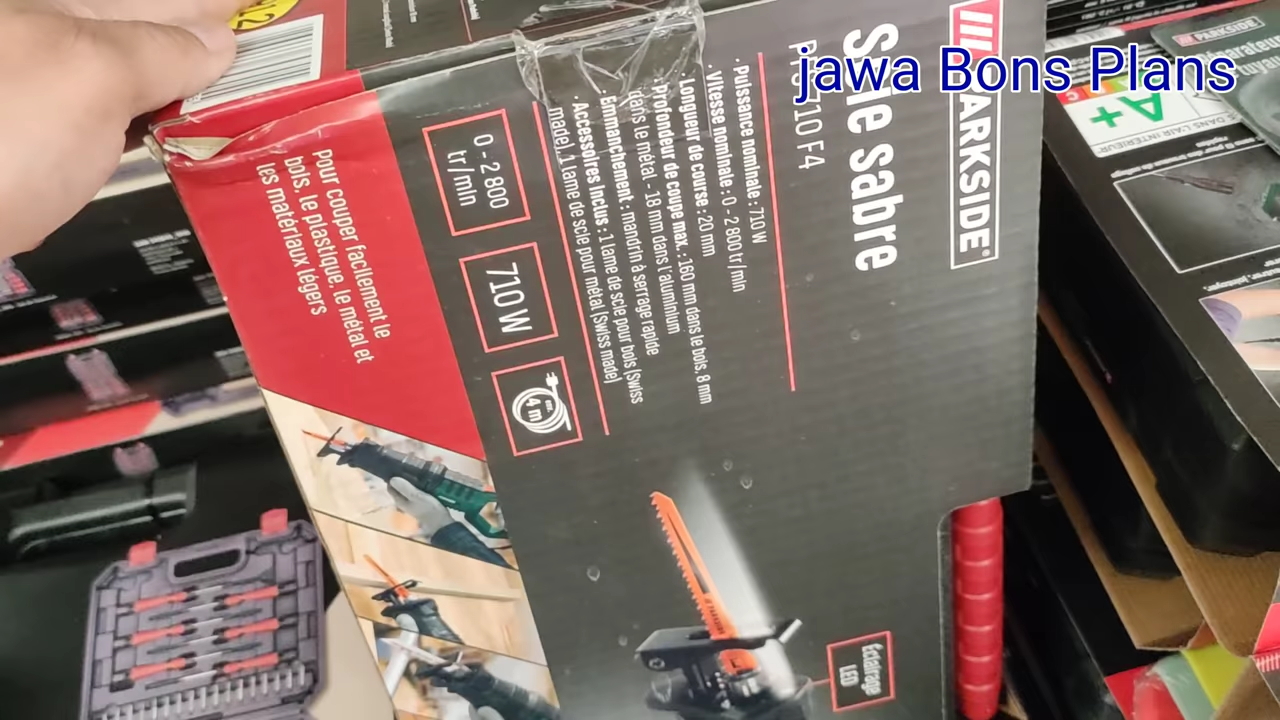 jawa Bons Plans
PARKSIDE®
Scie sabre
710 F4
· Puissance nominale : 710 W
· Vitesse nominale : 0 - 2 800 tr/min
· Longueur de course : 20 mm
· Profondeur de coupe max. : 160 mm dans le bois, 8 mm
dans le métal - 18 mm dans l'aluminium
· Emmanchement : mandrin à serrage rapide
· Accessoires inclus : 1 lame de scie pour bois (Swiss
made), 1 lame de scie pour métal (Swiss made)
0 - 2 800
tr/min
710 W
4 m
Pour couper facilement le
bois, le plastique, le métal et
les matériaux légers
Éclairage
LED
PARKSIDE
A+